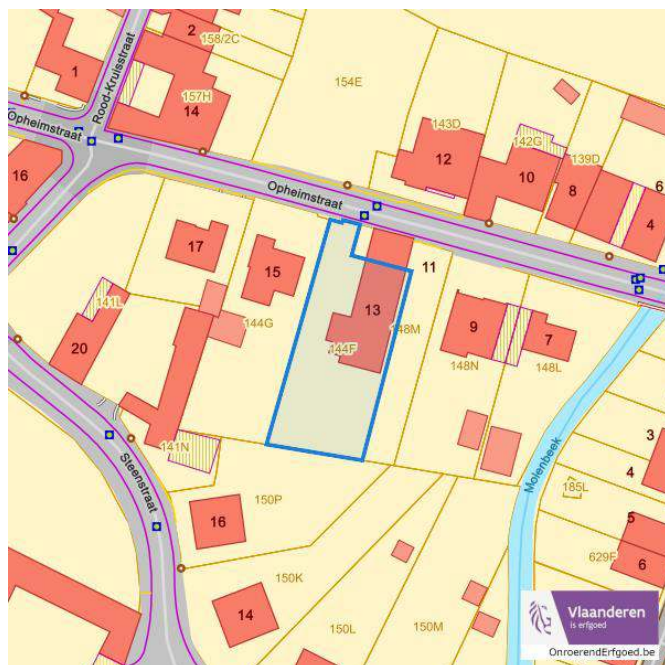 2
158/2C
1
Rood-Kruisstraat
154E
157H
14
Opheimstraat
143D
142G
12
139D
16
10
8
6
4
Opheimstraat
17
15
11
13
141L
144G
148M
9
7
20
144F
148N
148L
141N
Steenstraat
Molenbeek
3
4
185L
150P
16
5
629F
6
150K
14
150L
150M
Vlaanderen
is erfgoed
OnroerendErfgoed.be